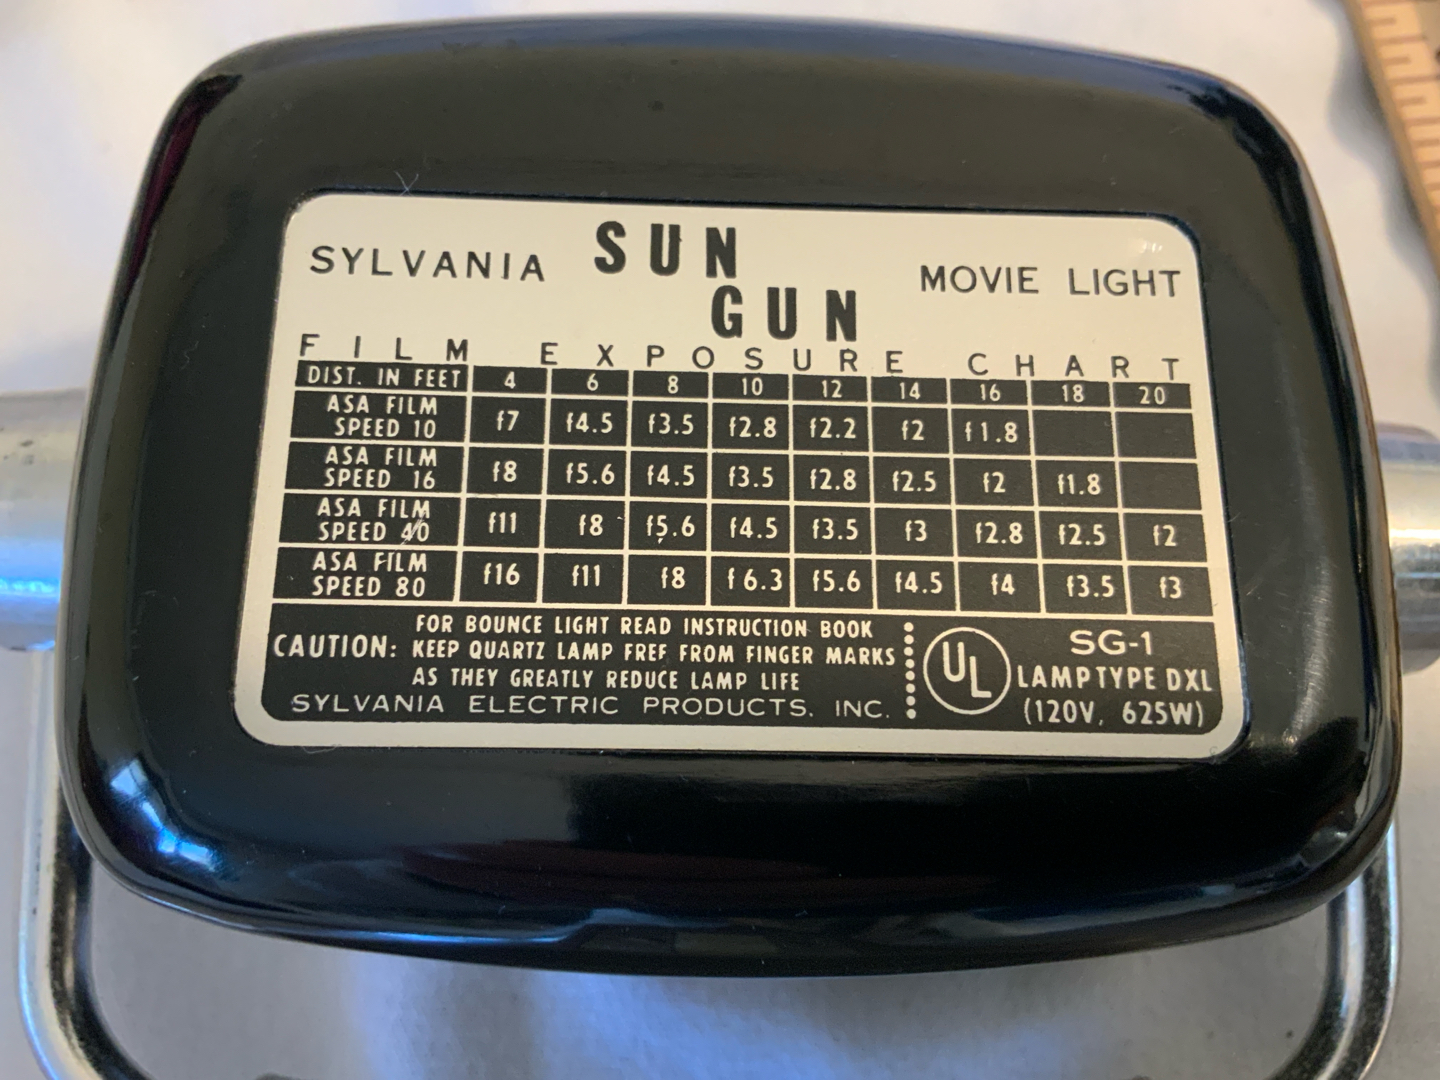 SYLVANIA SUN GUN MOVIE LIGHT
FILM EXPOSURE CHART
DIST. IN FEET 4 6 8 10 12 14 16 18 20
ASA FILM SPEED 10 f7 f4.5 f3.5 f2.8 f2.2 f2 f1.8
ASA FILM SPEED 16 f8 f5.6 f4.5 f3.5 f2.8 f2.5 f2 f1.8
ASA FILM SPEED 40 f11 f8 f5.6 f4.5 f3.5 f3 f2.8 f2.5 f2
ASA FILM SPEED 80 f16 f11 f8 f6.3 f5.6 f4.5 f4 f3.5 f3
FOR BOUNCE LIGHT READ INSTRUCTION BOOK
CAUTION: KEEP QUARTZ LAMP FREE FROM FINGER MARKS
AS THEY GREATLY REDUCE LAMP LIFE
SYLVANIA ELECTRIC PRODUCTS. INC.
UL
SG-1
LAMP TYPE DXL
(120V, 625W)